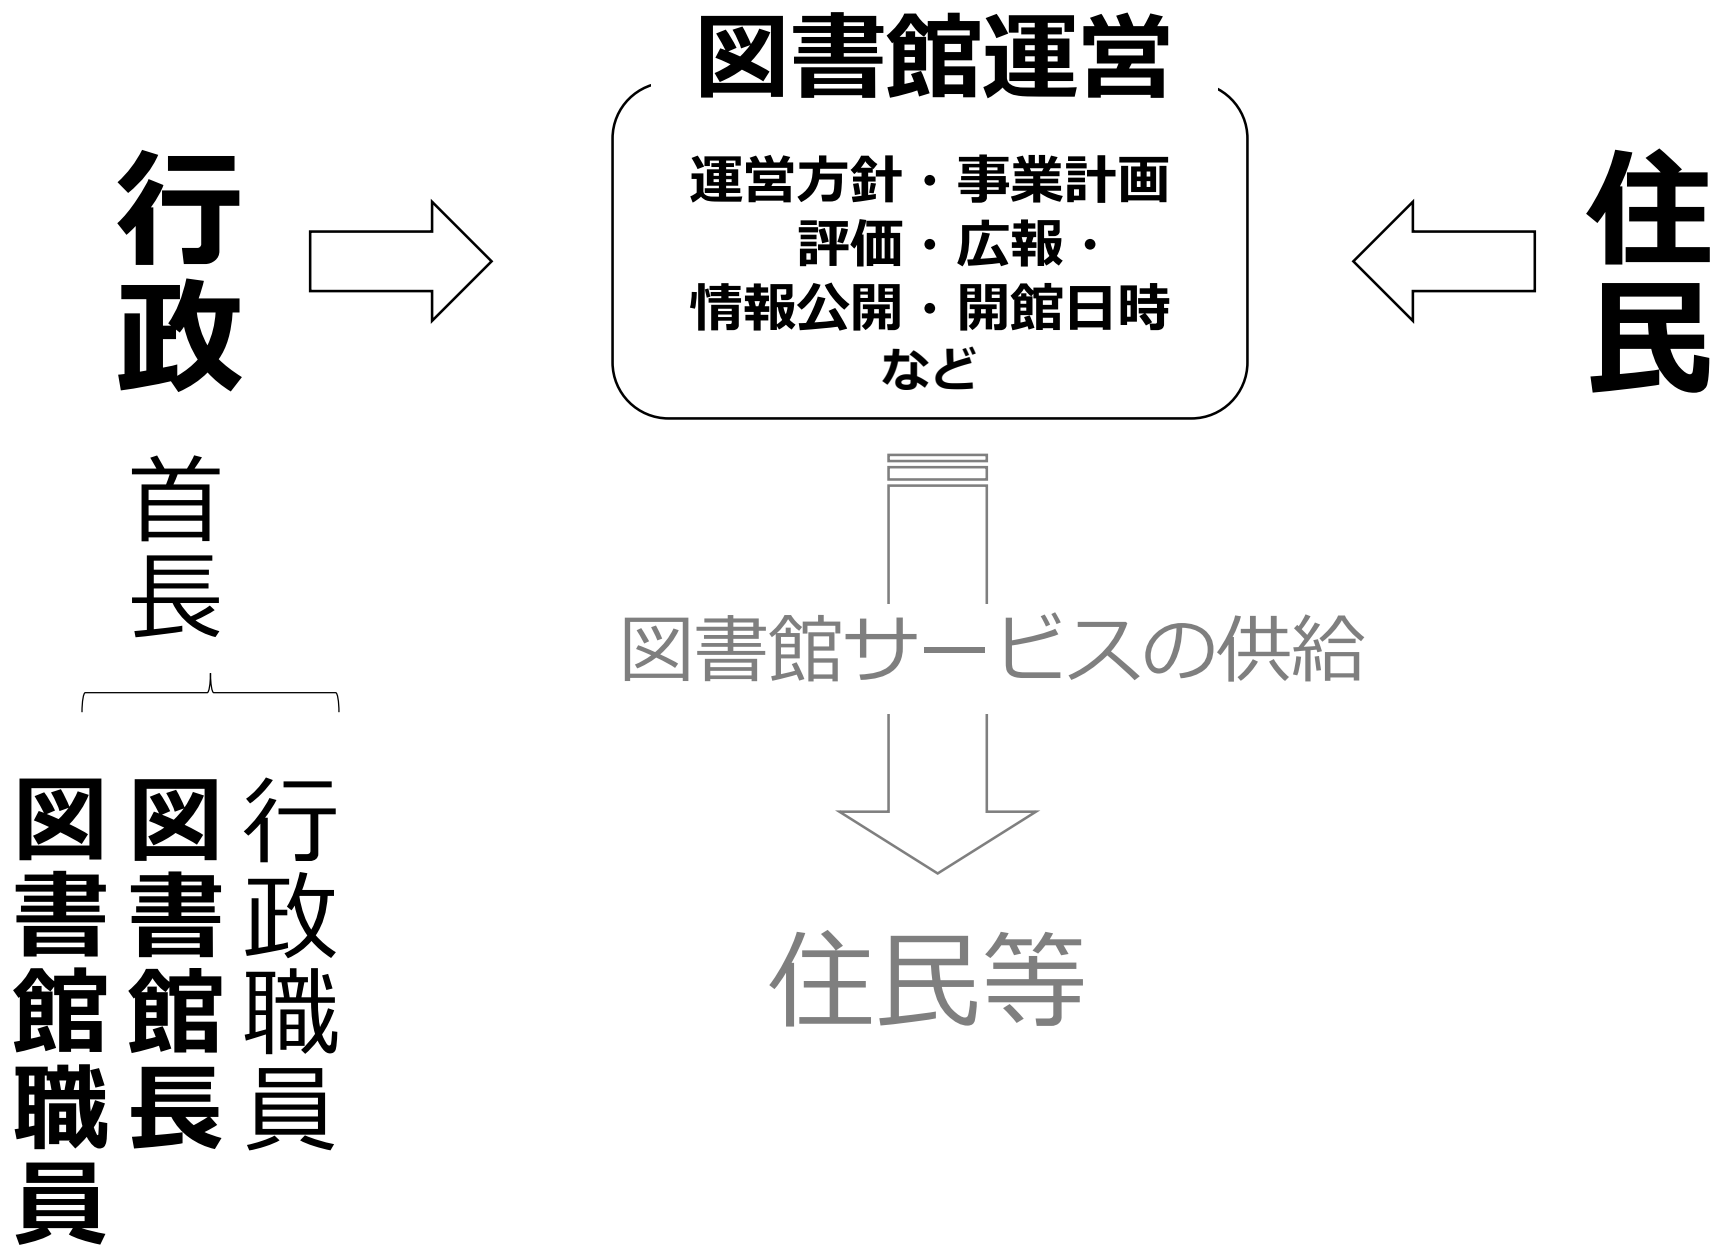 図書館運営
運営方針・事業計画
評価・広報・
情報公開・開館日時
など
行政
住民
首長
行政職員
図書館長
図書館職員
図書館サービスの供給
住民等